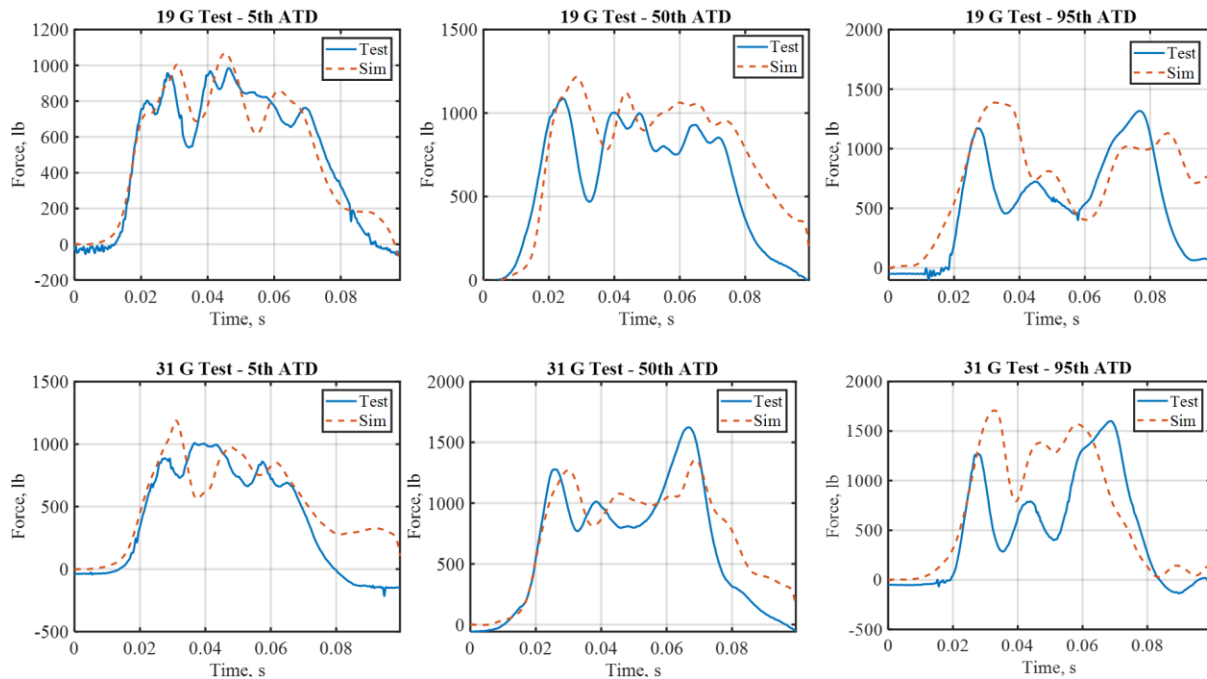 19 G Test - 5th ATD
1200
1000
800
600
400
200
0
-200
Force, lb
0
0.02
0.04
0.06
0.08
Time, s
Test
Sim
19 G Test - 50th ATD
1500
1000
500
0
Force, lb
0
0.02
0.04
0.06
0.08
Time, s
Test
Sim
19 G Test - 95th ATD
2000
1500
1000
500
0
Force, lb
0
0.02
0.04
0.06
0.08
Time, s
Test
Sim
31 G Test - 5th ATD
1500
1000
500
0
-500
Force, lb
0
0.02
0.04
0.06
0.08
Time, s
Test
Sim
31 G Test - 50th ATD
2000
1500
1000
500
0
Force, lb
0
0.02
0.04
0.06
0.08
Time, s
Test
Sim
31 G Test - 95th ATD
2000
1500
1000
500
0
-500
Force, lb
0
0.02
0.04
0.06
0.08
Time, s
Test
Sim